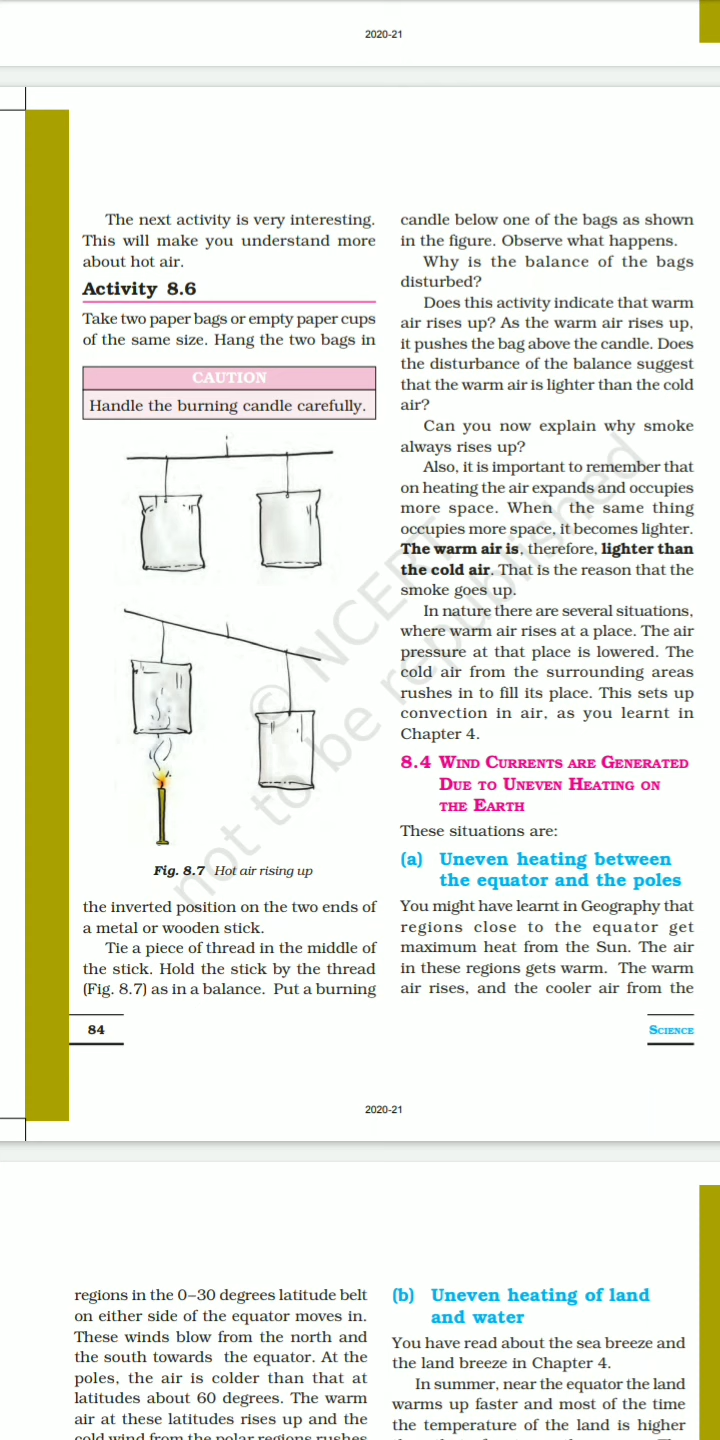 2020-21
The next activity is very interesting.
This will make you understand more
about hot air.
Activity 8.6
Take two paper bags or empty paper cups
of the same size. Hang the two bags in
CAUTION
Handle the burning candle carefully.
Fig. 8.7 Hot air rising up
the inverted position on the two ends of
a metal or wooden stick.
Tie a piece of thread in the middle of
the stick. Hold the stick by the thread
(Fig. 8.7) as in a balance. Put a burning
candle below one of the bags as shown
in the figure. Observe what happens.
Why is the balance of the bags
disturbed?
Does this activity indicate that warm
air rises up? As the warm air rises up,
it pushes the bag above the candle. Does
the disturbance of the balance suggest
that the warm air is lighter than the cold
air?
Can you now explain why smoke
always rises up?
Also, it is important to remember that
on heating the air expands and occupies
more space. When the same thing
occupies more space, it becomes lighter.
The warm air is, therefore, lighter than
the cold air. That is the reason that the
smoke goes up.
In nature there are several situations,
where warm air rises at a place. The air
pressure at that place is lowered. The
cold air from the surrounding areas
rushes in to fill its place. This sets up
convection in air, as you learnt in
Chapter 4.
8.4 WIND CURRENTS ARE GENERATED
DUE TO UNEVEN HEATING ON
THE EARTH
These situations are:
(a) Uneven heating between
the equator and the poles
You might have learnt in Geography that
regions close to the equator get
maximum heat from the Sun. The air
in these regions gets warm. The warm
air rises, and the cooler air from the
© NCERT
not to be republished
84
SCIENCE
2020-21
regions in the 0–30 degrees latitude belt
on either side of the equator moves in.
These winds blow from the north and
the south towards the equator. At the
poles, the air is colder than that at
latitudes about 60 degrees. The warm
air at these latitudes rises up and the
cold wind from the polar regions rushes
(b) Uneven heating of land
and water
You have read about the sea breeze and
the land breeze in Chapter 4.
In summer, near the equator the land
warms up faster and most of the time
the temperature of the land is higher